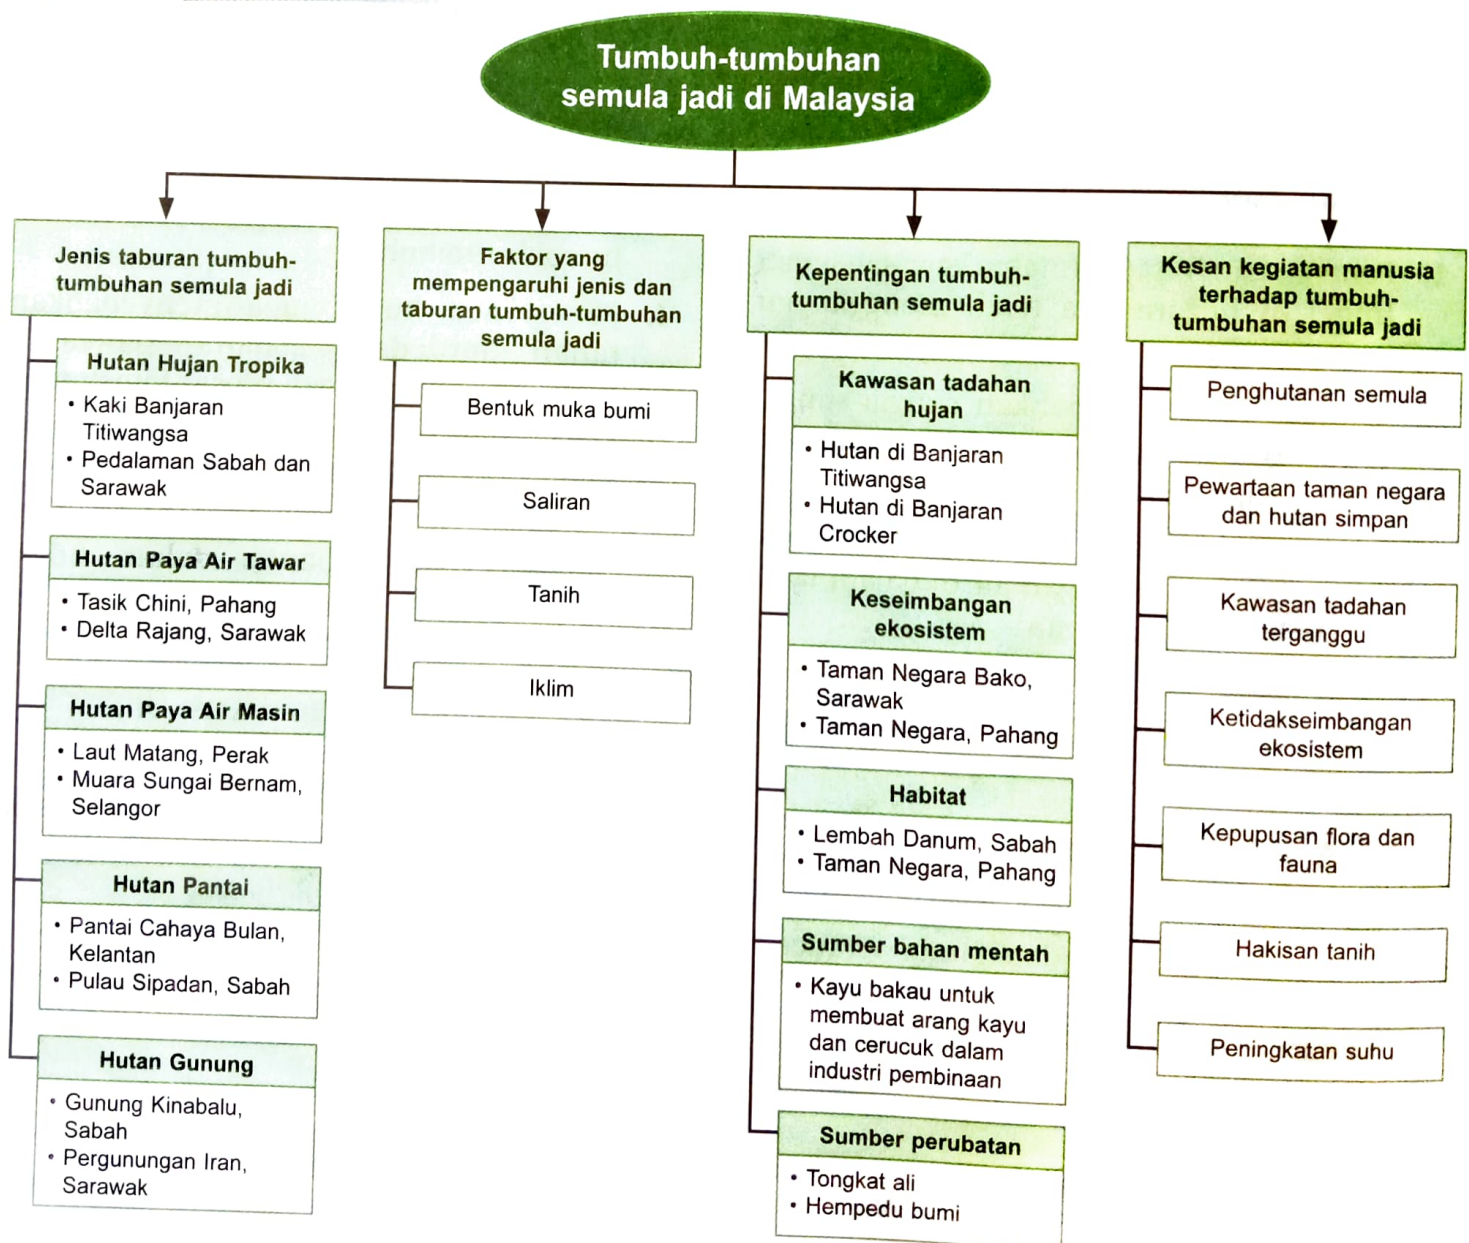 Tumbuh-tumbuhan
semula jadi di Malaysia
Jenis taburan tumbuh-
tumbuhan semula jadi
Hutan Hujan Tropika
• Kaki Banjaran
Titiwangsa
• Pedalaman Sabah dan
Sarawak
Hutan Paya Air Tawar
• Tasik Chini, Pahang
• Delta Rajang, Sarawak
Hutan Paya Air Masin
• Laut Matang, Perak
• Muara Sungai Bernam,
Selangor
Hutan Pantai
• Pantai Cahaya Bulan,
Kelantan
• Pulau Sipadan, Sabah
Hutan Gunung
• Gunung Kinabalu,
Sabah
• Pergunungan Iran,
Sarawak
Faktor yang
mempengaruhi jenis dan
taburan tumbuh-tumbuhan
semula jadi
Bentuk muka bumi
Saliran
Tanih
Iklim
Kepentingan tumbuh-
tumbuhan semula jadi
Kawasan tadahan
hujan
• Hutan di Banjaran
Titiwangsa
• Hutan di Banjaran
Crocker
Keseimbangan
ekosistem
• Taman Negara Bako,
Sarawak
• Taman Negara, Pahang
Habitat
• Lembah Danum, Sabah
• Taman Negara, Pahang
Sumber bahan mentah
• Kayu bakau untuk
membuat arang kayu
dan cerucuk dalam
industri pembinaan
Sumber perubatan
• Tongkat ali
• Hempedu bumi
Kesan kegiatan manusia
terhadap tumbuh-
tumbuhan semula jadi
Penghutanan semula
Pewartaan taman negara
dan hutan simpan
Kawasan tadahan
terganggu
Ketidakseimbangan
ekosistem
Kepupusan flora dan
fauna
Hakisan tanih
Peningkatan suhu